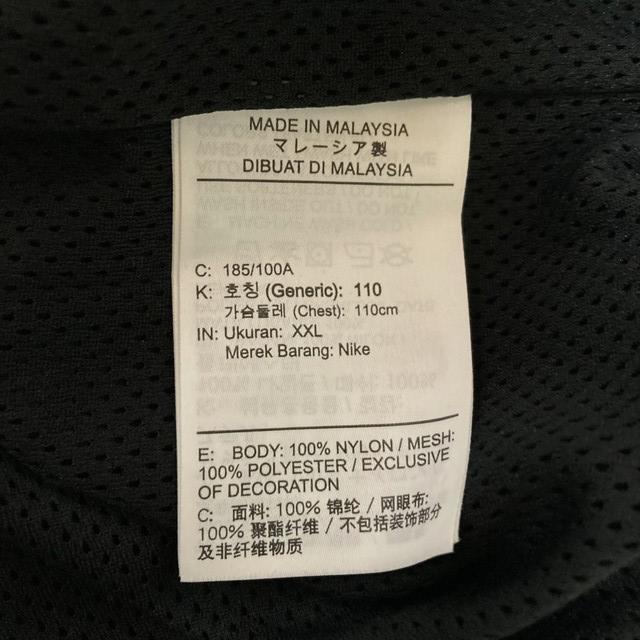 MADE IN MALAYSIA
マレーシア製
DIBUAT DI MALAYSIA
C: 185/100A
K: 호칭 (Generic): 110
가슴둘레 (Chest): 110cm
IN: Ukuran: XXL
Merek Barang: Nike
E: BODY: 100% NYLON / MESH:
100% POLYESTER / EXCLUSIVE
OF DECORATION
C: 面料: 100% 锦纶 / 网眼布:
100% 聚酯纤维 / 不包括装饰部分
及非纤维物质